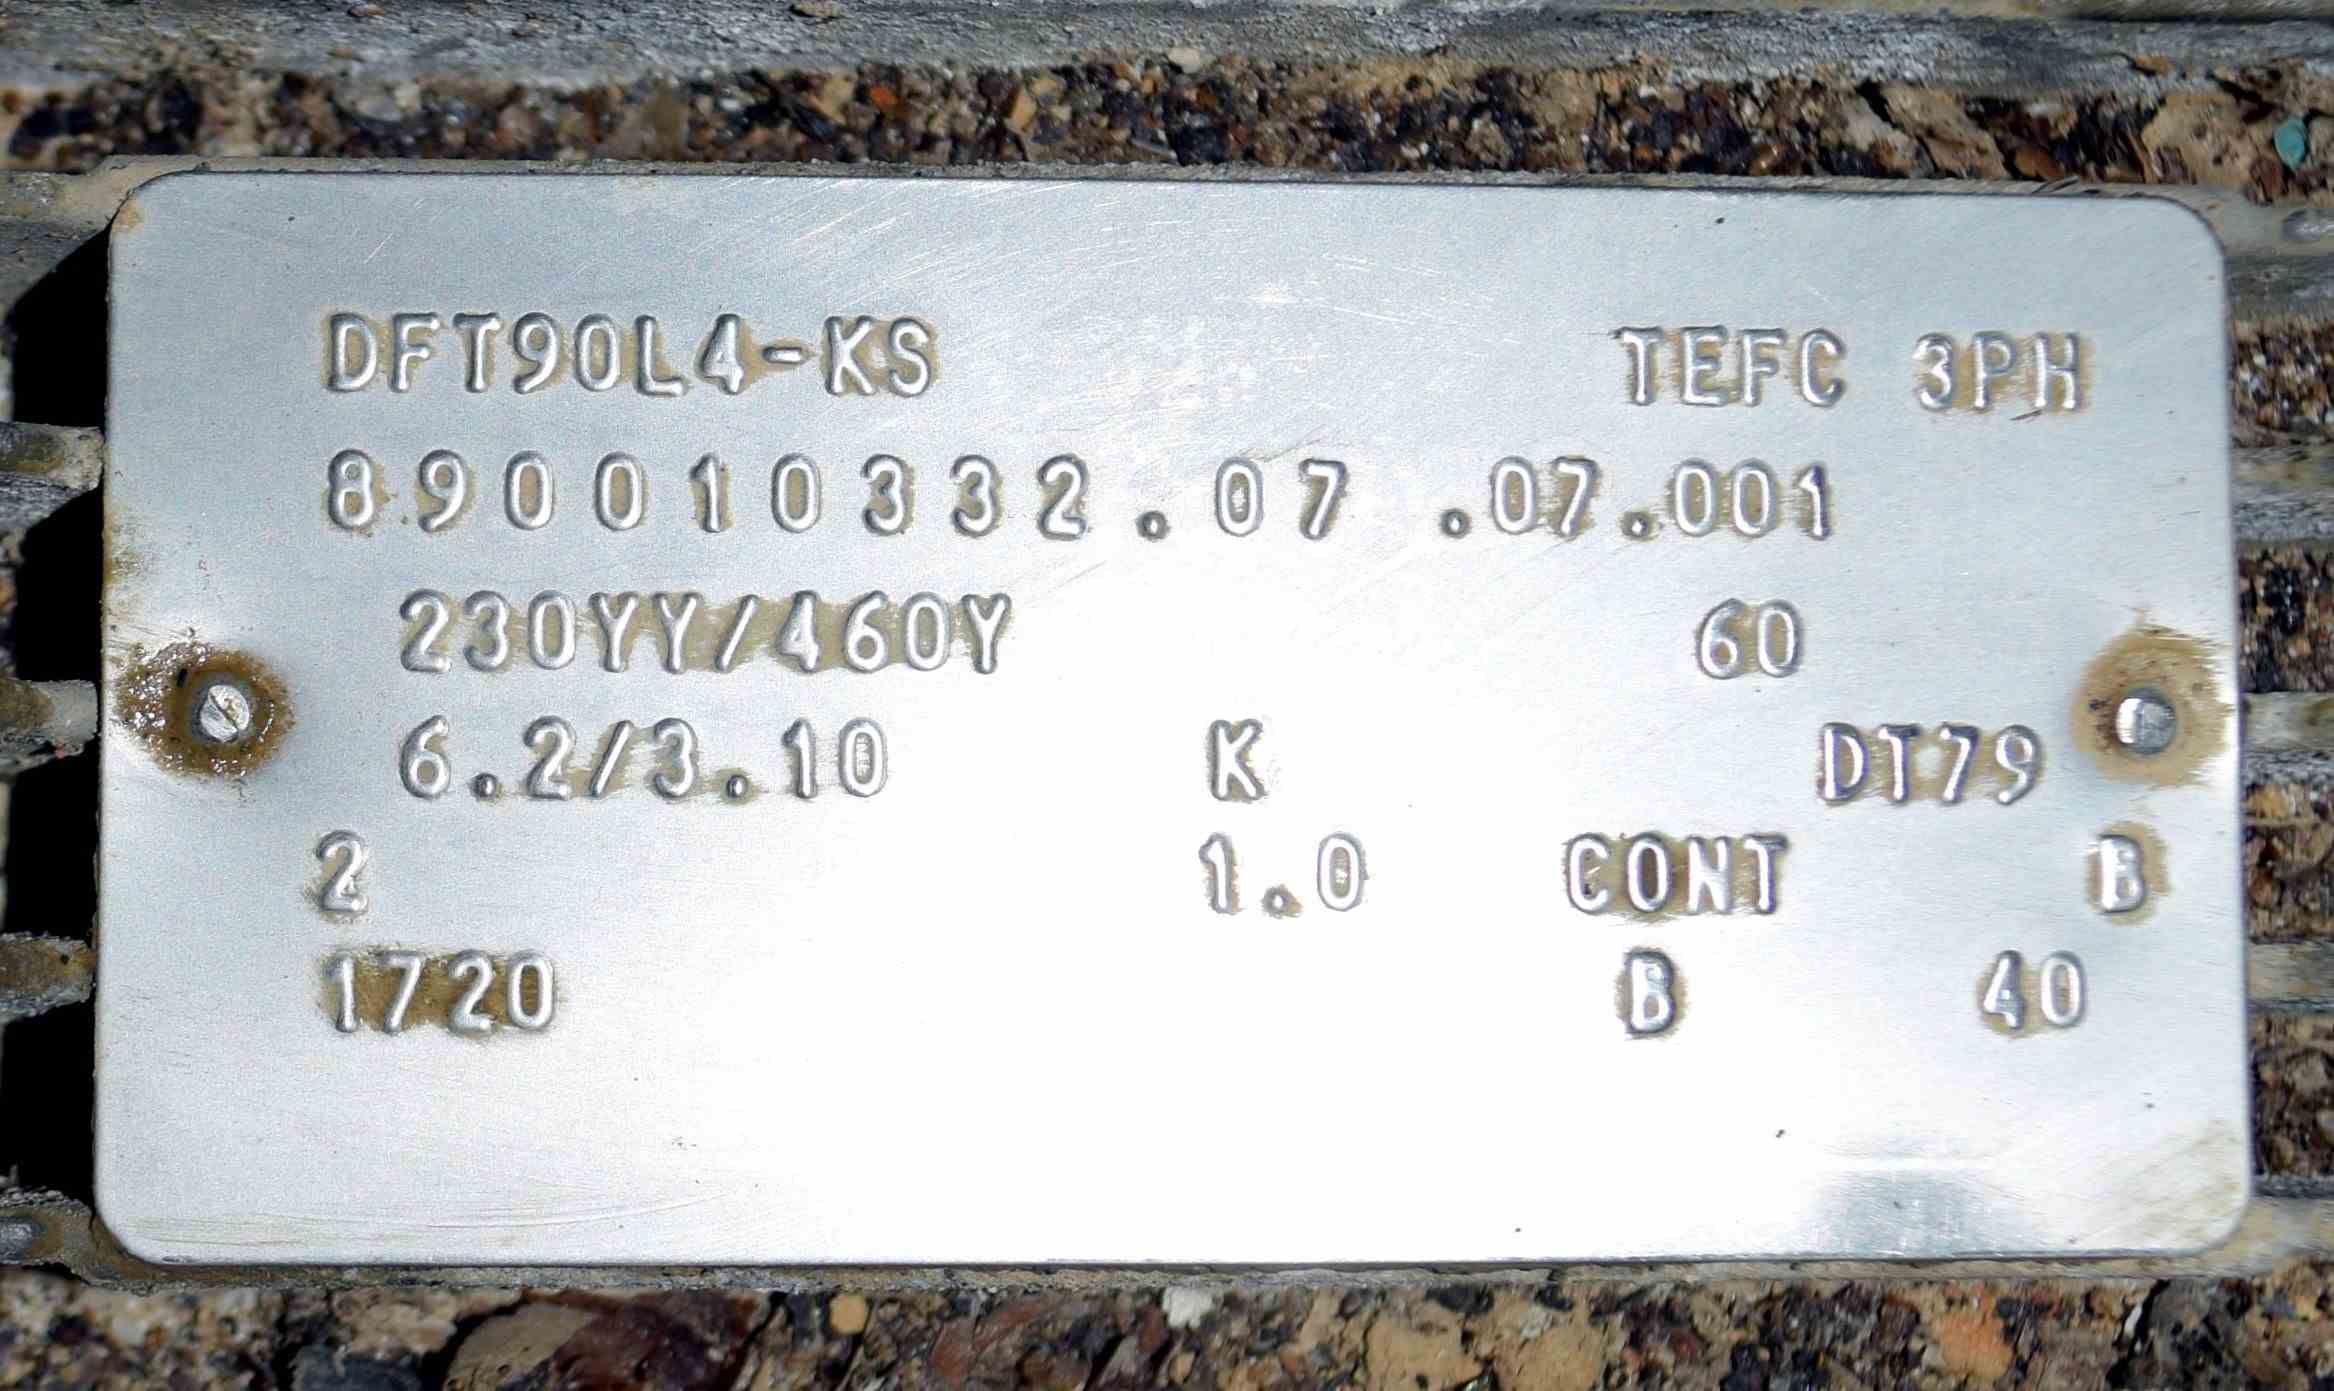 DFT90L4-KS TEFC 3PH
890010332.07.07.001
230YY/460Y 60
6.2/3.10 K DT79
2 1.0 CONT B
1720 B 40